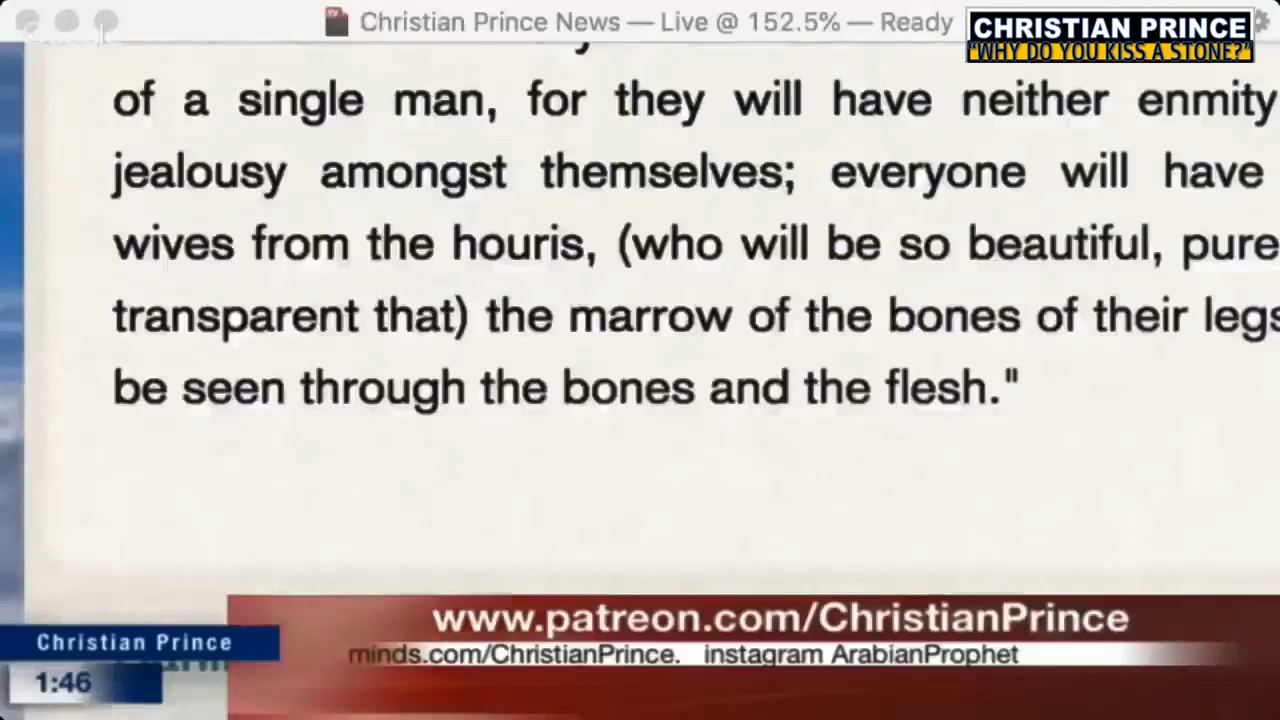 Christian Prince News — Live @ 152.5% — Ready
CHRISTIAN PRINCE
"WHY DO YOU KISS A STONE?"
of a single man, for they will have neither enmity
jealousy amongst themselves; everyone will have
wives from the houris, (who will be so beautiful, pure
transparent that) the marrow of the bones of their legs
be seen through the bones and the flesh."
www.patreon.com/ChristianPrince
minds.com/ChristianPrince. instagram ArabianProphet
Christian Prince
1:46